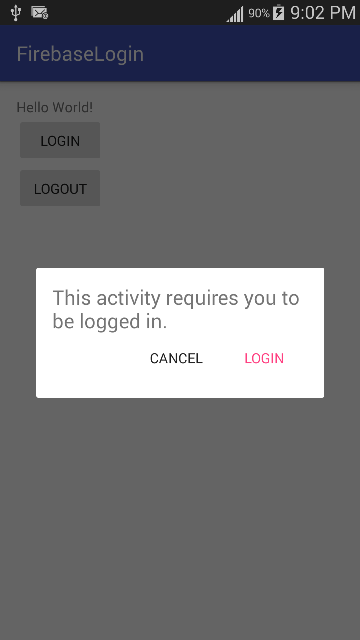 90% 9:02 PM
FirebaseLogin
Hello World!
LOGIN
LOGOUT
This activity requires you to
be logged in.
CANCEL LOGIN